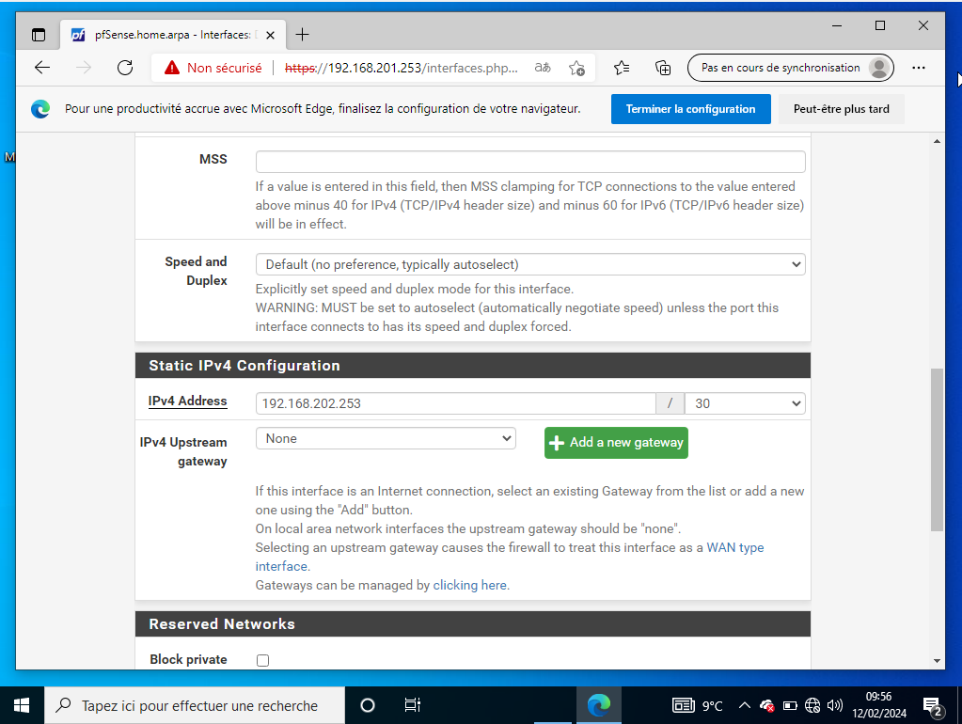 pfSense.home.arpa - Interfaces:
Non sécurisé | https://192.168.201.253/interfaces.php... Pas en cours de synchronisation
Pour une productivité accrue avec Microsoft Edge, finalisez la configuration de votre navigateur. Terminer la configuration Peut-être plus tard
M
MSS
If a value is entered in this field, then MSS clamping for TCP connections to the value entered
above minus 40 for IPv4 (TCP/IPv4 header size) and minus 60 for IPv6 (TCP/IPv6 header size)
will be in effect.
Speed and Duplex
Default (no preference, typically autoselect)
Explicitly set speed and duplex mode for this interface.
WARNING: MUST be set to autoselect (automatically negotiate speed) unless the port this
interface connects to has its speed and duplex forced.
Static IPv4 Configuration
IPv4 Address 192.168.202.253 / 30
IPv4 Upstream gateway
None + Add a new gateway
If this interface is an Internet connection, select an existing Gateway from the list or add a new
one using the "Add" button.
On local area network interfaces the upstream gateway should be "none".
Selecting an upstream gateway causes the firewall to treat this interface as a WAN type
interface.
Gateways can be managed by clicking here.
Reserved Networks
Block private
Tapez ici pour effectuer une recherche 9°C 09:56
12/02/2024 2